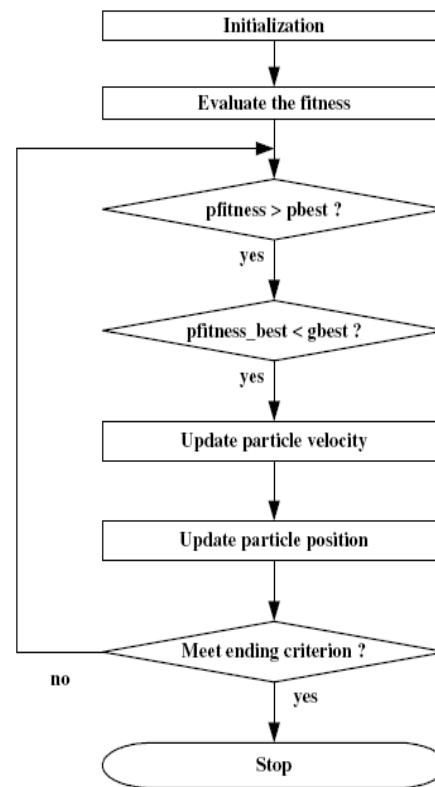 Initialization
Evaluate the fitness
pfitness > pbest ?
yes
pfitness_best < gbest ?
yes
Update particle velocity
Update particle position
Meet ending criterion ?
no
yes
Stop